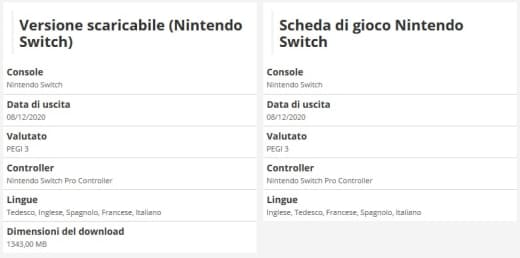 Versione scaricabile (Nintendo
Switch)
Console
Nintendo Switch
Data di uscita
08/12/2020
Valutato
PEGI 3
Controller
Nintendo Switch Pro Controller
Lingue
Tedesco, Inglese, Spagnolo, Francese, Italiano
Dimensioni del download
1343,00 MB
Scheda di gioco Nintendo
Switch
Console
Nintendo Switch
Data di uscita
08/12/2020
Valutato
PEGI 3
Controller
Nintendo Switch Pro Controller
Lingue
Inglese, Tedesco, Francese, Spagnolo, Italiano